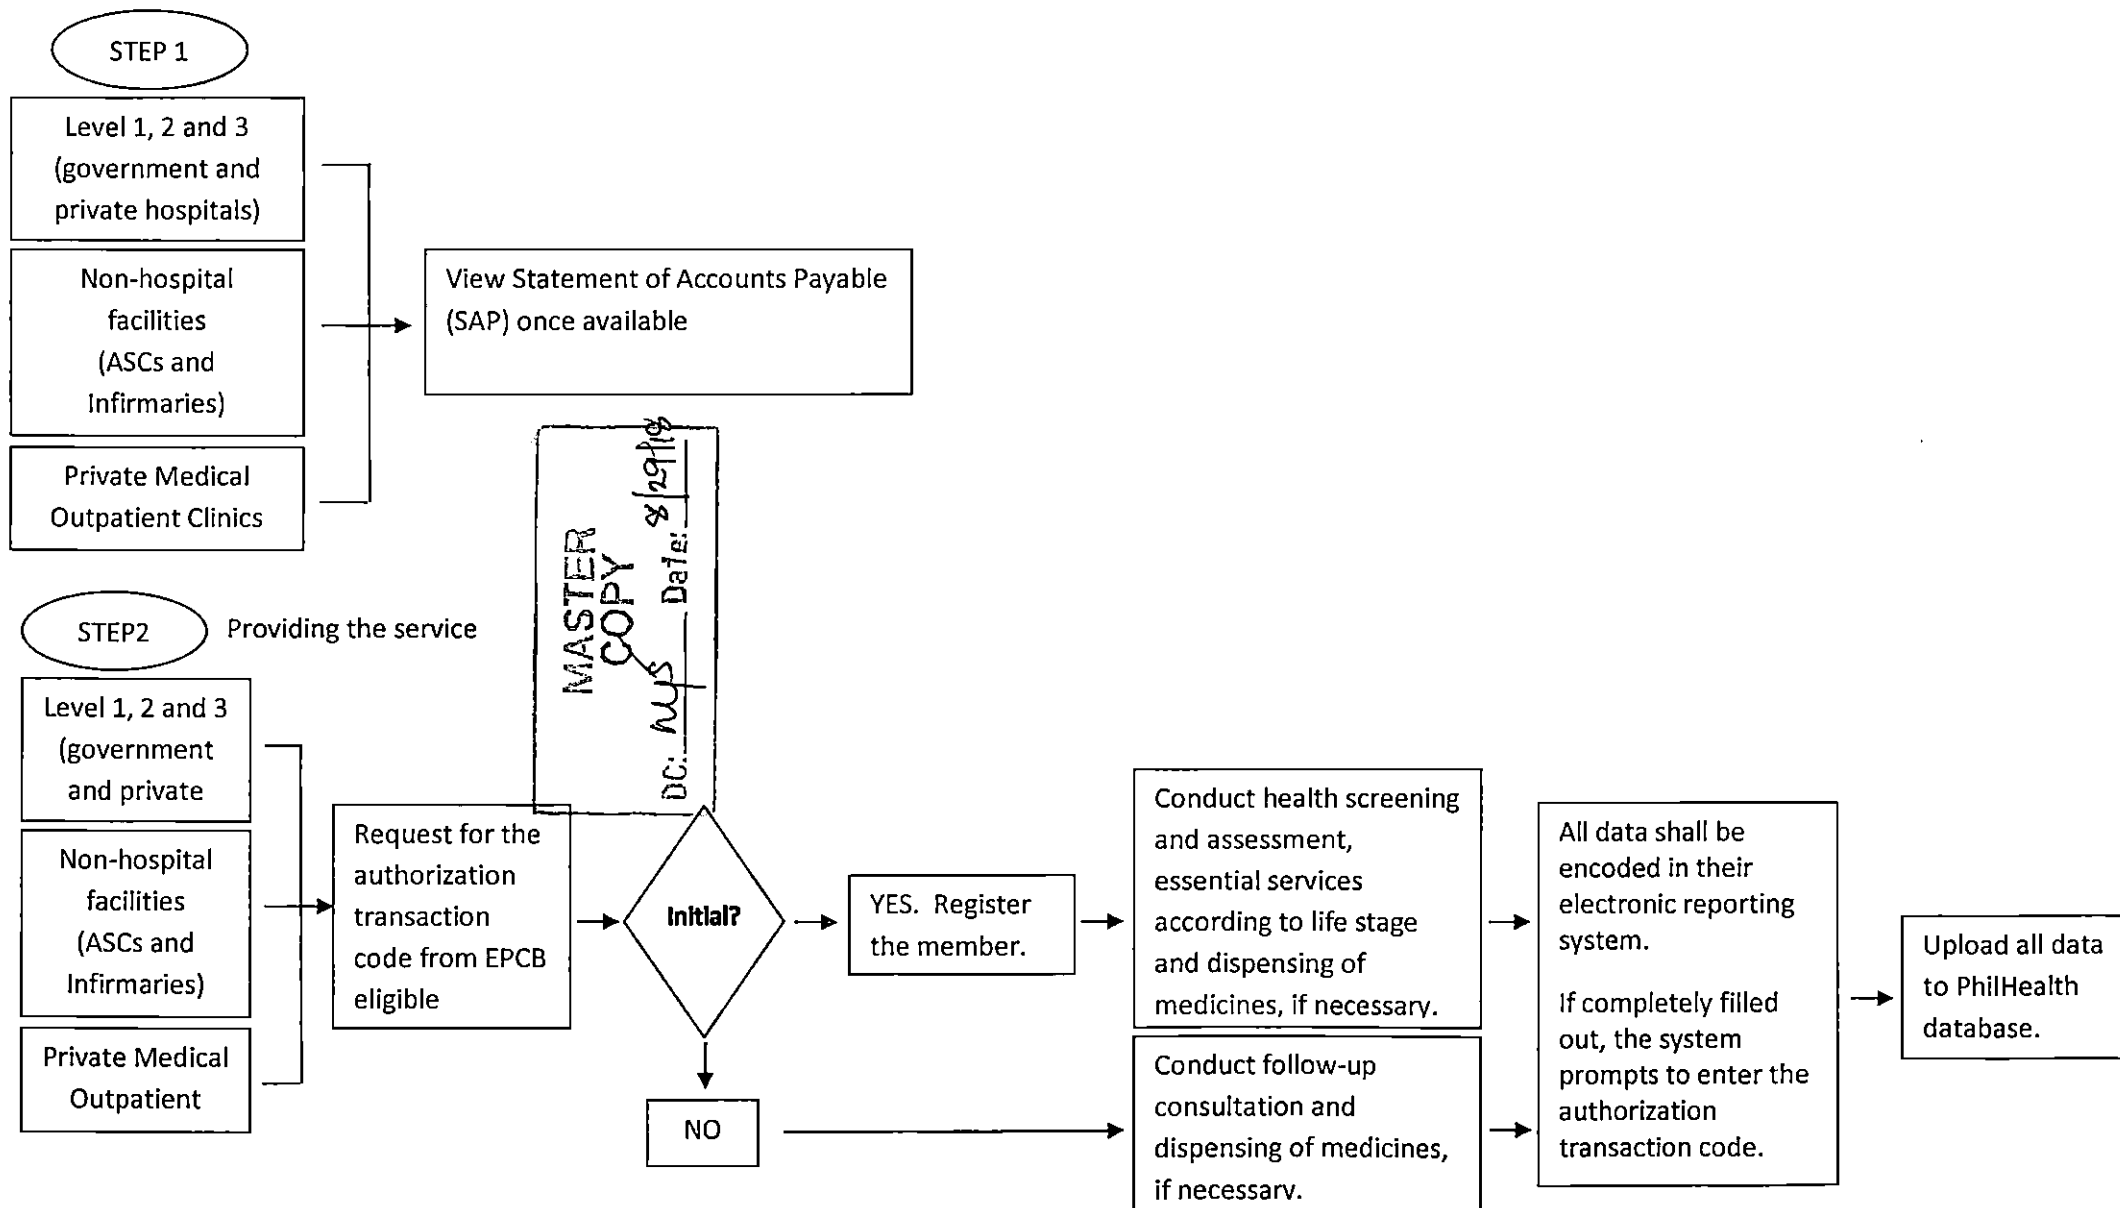 STEP 1
Level 1, 2 and 3
(government and
private hospitals)
Non-hospital
facilities
(ASCs and
Infirmaries)
Private Medical
Outpatient Clinics
View Statement of Accounts Payable
(SAP) once available
MASTER
COPY
DC: Date: 8/29/18
STEP2
Providing the service
Level 1, 2 and 3
(government
and private
Non-hospital
facilities
(ASCs and
Infirmaries)
Private Medical
Outpatient
Request for the
authorization
transaction
code from EPCB
eligible
Initial?
YES. Register
the member.
NO
Conduct health screening
and assessment,
essential services
according to life stage
and dispensing of
medicines, if necessary.
Conduct follow-up
consultation and
dispensing of medicines,
if necessary.
All data shall be
encoded in their
electronic reporting
system.
If completely filled
out, the system
prompts to enter the
authorization
transaction code.
Upload all data
to PhilHealth
database.